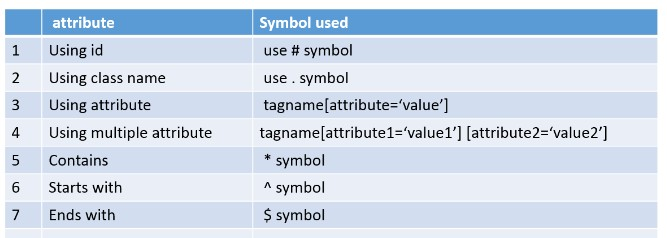 attribute Symbol used
1 Using id use # symbol
2 Using class name use . symbol
3 Using attribute tagname[attribute=‘value’]
4 Using multiple attribute tagname[attribute1=‘value1’] [attribute2=‘value2’]
5 Contains * symbol
6 Starts with ^ symbol
7 Ends with $ symbol